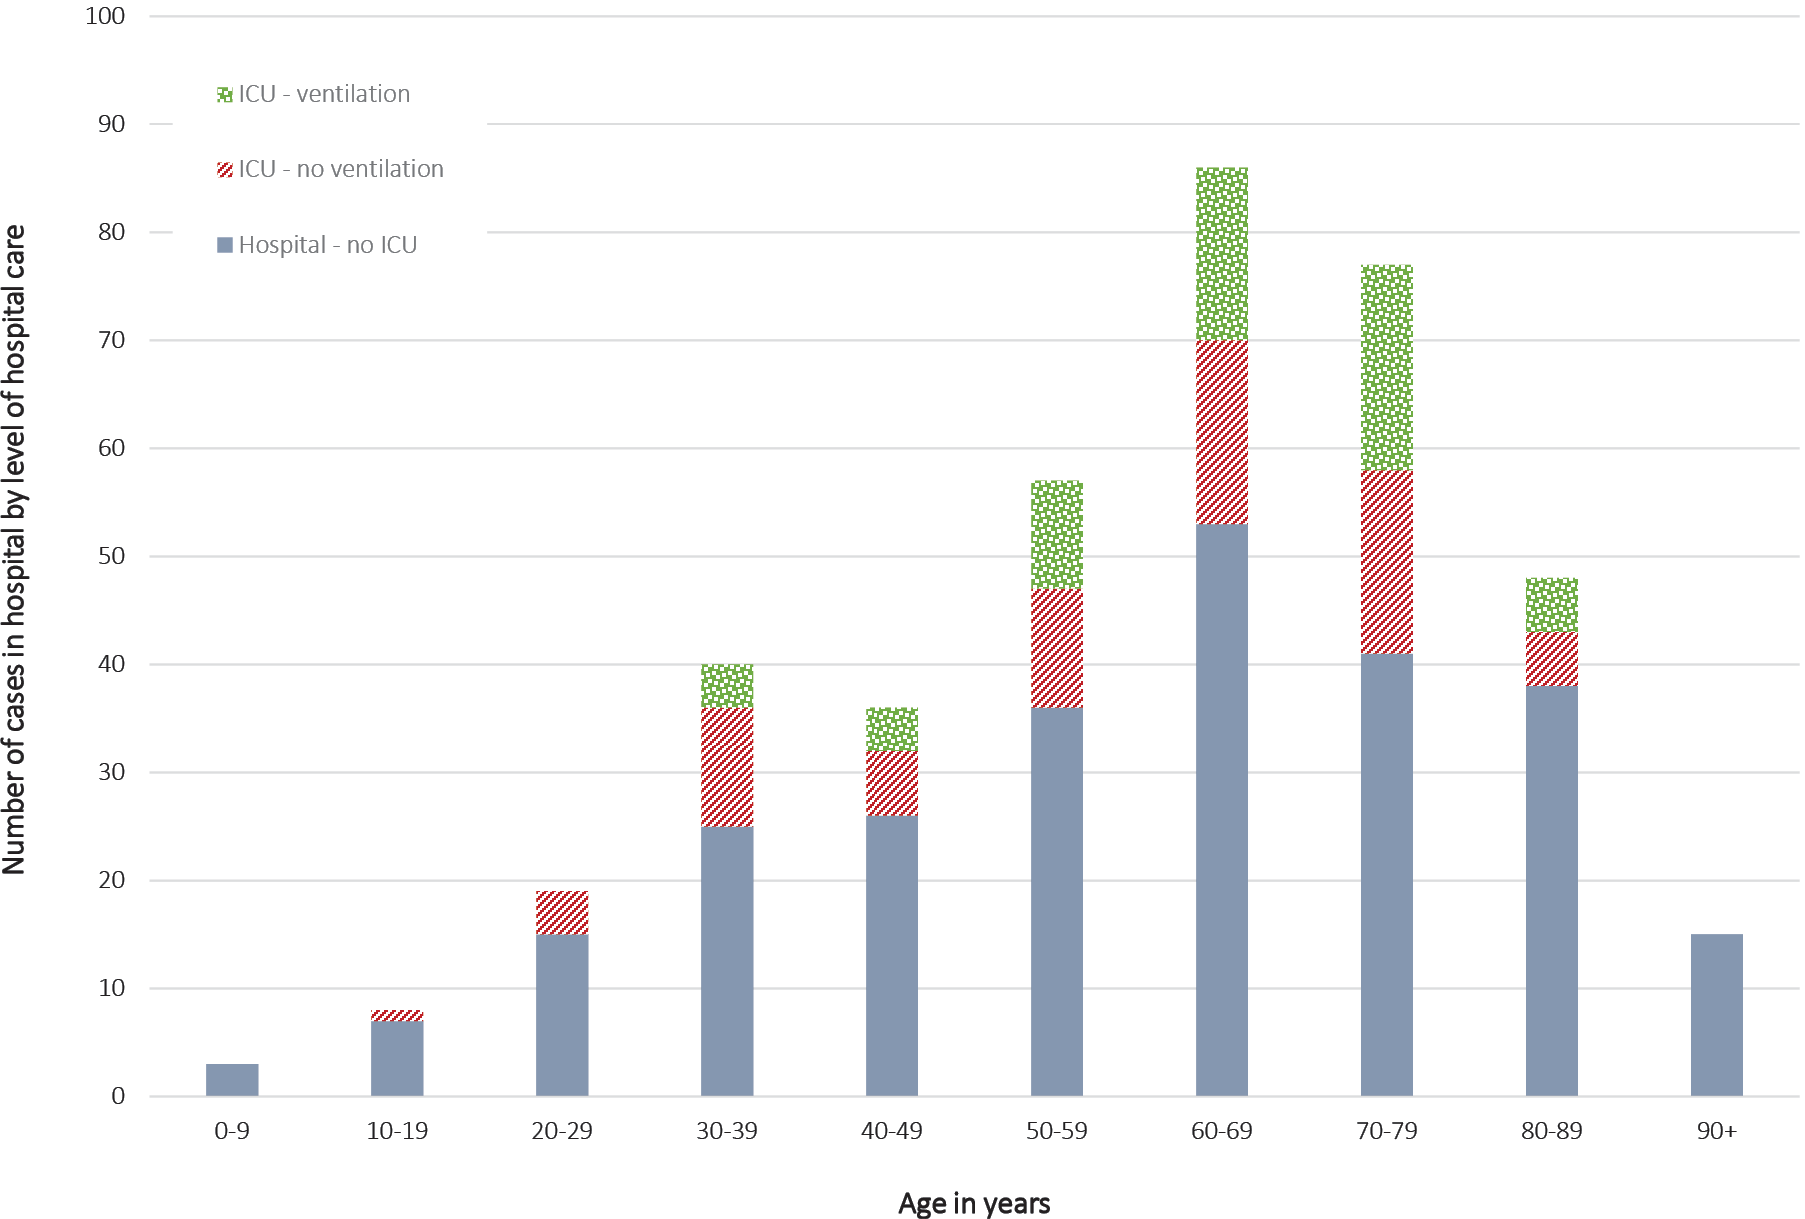 Number of cases in hospital by level of hospital care
100
90
80
70
60
50
40
30
20
10
0
ICU - ventilation
ICU - no ventilation
Hospital - no ICU
0-9 10-19 20-29 30-39 40-49 50-59 60-69 70-79 80-89 90+
Age in years